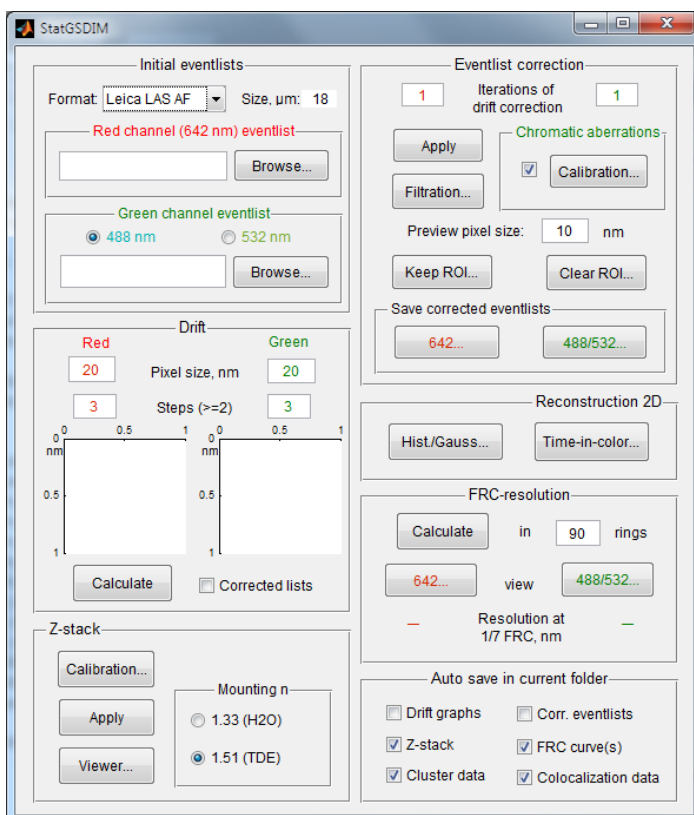 StatGSDIM
Initial eventlists
Format: Leica LAS AF Size, µm: 18
Red channel (642 nm) eventlist
Browse...
Green channel eventlist
488 nm 532 nm
Browse...
Drift
Red Green
20 Pixel size, nm 20
3 Steps (>=2) 3
0 0.5 1 0 0.5 1
0 0
nm nm
0.5 0.5
1 1
Calculate Corrected lists
Z-stack
Calibration...
Apply
Viewer...
Mounting n
1.33 (H2O)
1.51 (TDE)
Eventlist correction
1 Iterations of 1
drift correction
Apply
Filtration...
Chromatic aberrations
Calibration...
Preview pixel size: 10 nm
Keep ROI... Clear ROI...
Save corrected eventlists
642... 488/532...
Reconstruction 2D
Hist./Gauss... Time-in-color...
FRC-resolution
Calculate in 90 rings
642... view 488/532...
— Resolution at —
1/7 FRC, nm
Auto save in current folder
Drift graphs Corr. eventlists
Z-stack FRC curve(s)
Cluster data Colocalization data